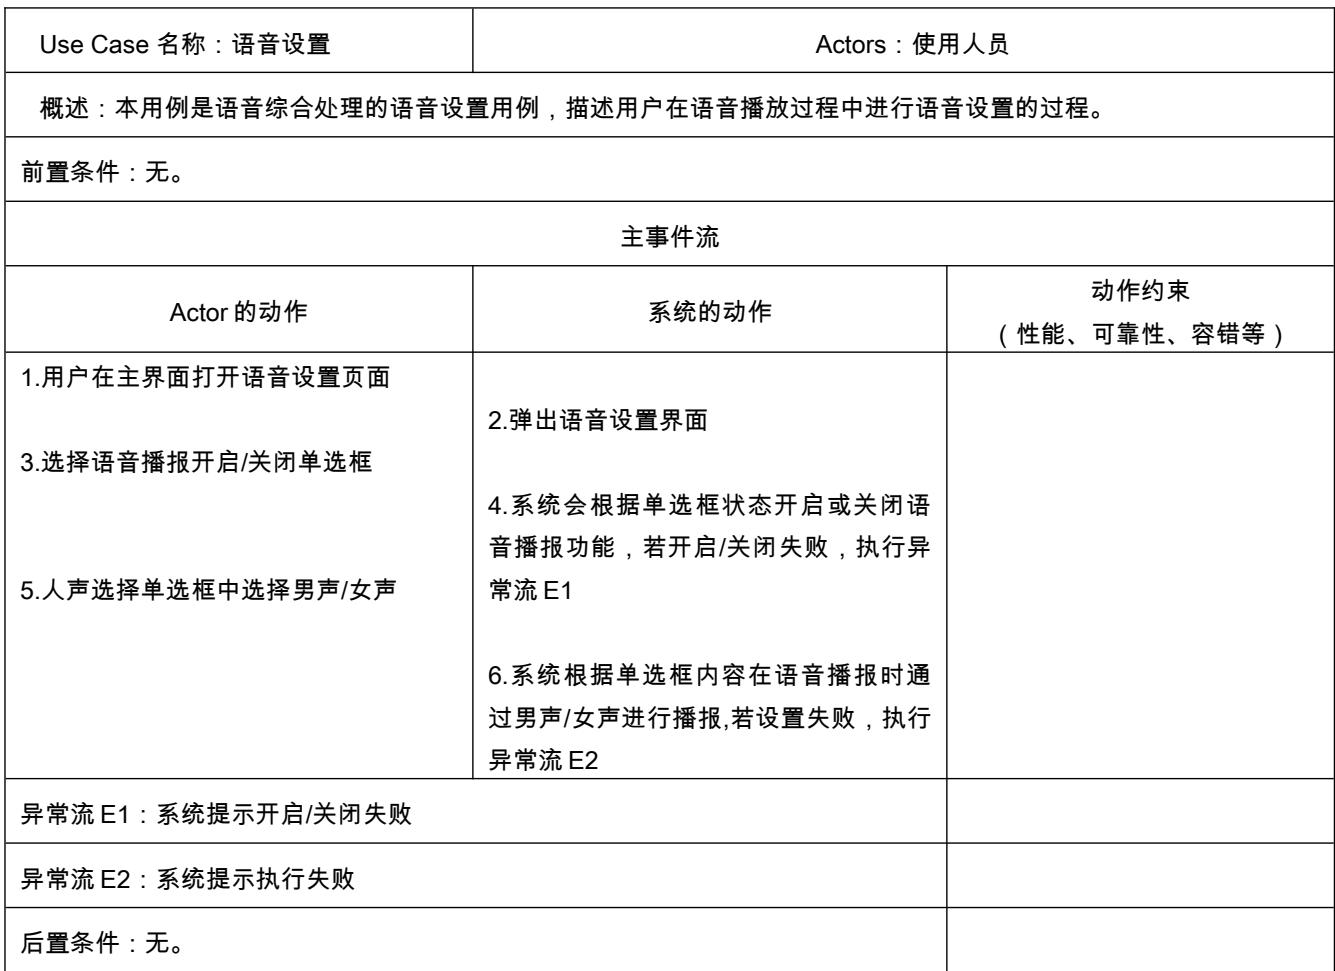 Use Case 名称：语音设置
Actors：使用人员
概述：本用例是语音综合处理的语音设置用例，描述用户在语音播放过程中进行语音设置的过程。
前置条件：无。
主事件流
Actor 的动作
系统的动作
动作约束
（性能、可靠性、容错等）
1.用户在主界面打开语音设置页面
2.弹出语音设置界面
3.选择语音播报开启/关闭单选框
4.系统会根据单选框状态开启或关闭语
音播报功能，若开启/关闭失败，执行异
常流 E1
5.人声选择单选框中选择男声/女声
6.系统根据单选框内容在语音播报时通
过男声/女声进行播报,若设置失败，执行
异常流 E2
异常流 E1：系统提示开启/关闭失败
异常流 E2：系统提示执行失败
后置条件：无。